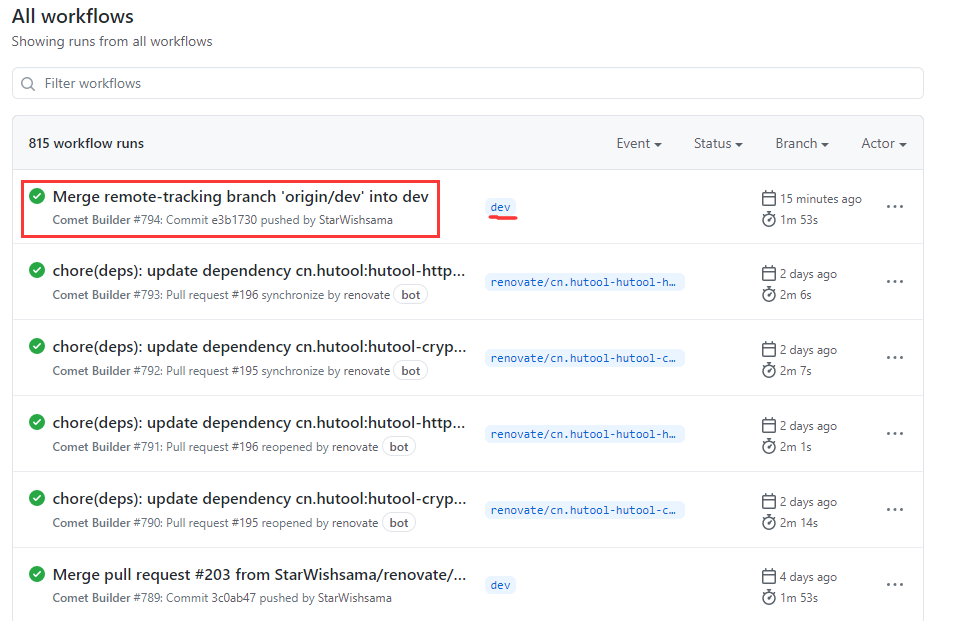 All workflows
Showing runs from all workflows
Filter workflows
815 workflow runs Event Status Branch Actor
Merge remote-tracking branch 'origin/dev' into dev
Comet Builder #794: Commit e3b1730 pushed by StarWishsama
dev
15 minutes ago
1m 53s
chore(deps): update dependency cn.hutool:hutool-http...
Comet Builder #793: Pull request #196 synchronize by renovate bot
renovate/cn.hutool-hutool-h…
2 days ago
2m 6s
chore(deps): update dependency cn.hutool:hutool-cryp...
Comet Builder #792: Pull request #195 synchronize by renovate bot
renovate/cn.hutool-hutool-c…
2 days ago
2m 7s
chore(deps): update dependency cn.hutool:hutool-http...
Comet Builder #791: Pull request #196 reopened by renovate bot
renovate/cn.hutool-hutool-h…
2 days ago
2m 1s
chore(deps): update dependency cn.hutool:hutool-cryp...
Comet Builder #790: Pull request #195 reopened by renovate bot
renovate/cn.hutool-hutool-c…
2 days ago
2m 14s
Merge pull request #203 from StarWishsama/renovate/...
Comet Builder #789: Commit 3c0ab47 pushed by StarWishsama
dev
4 days ago
1m 53s